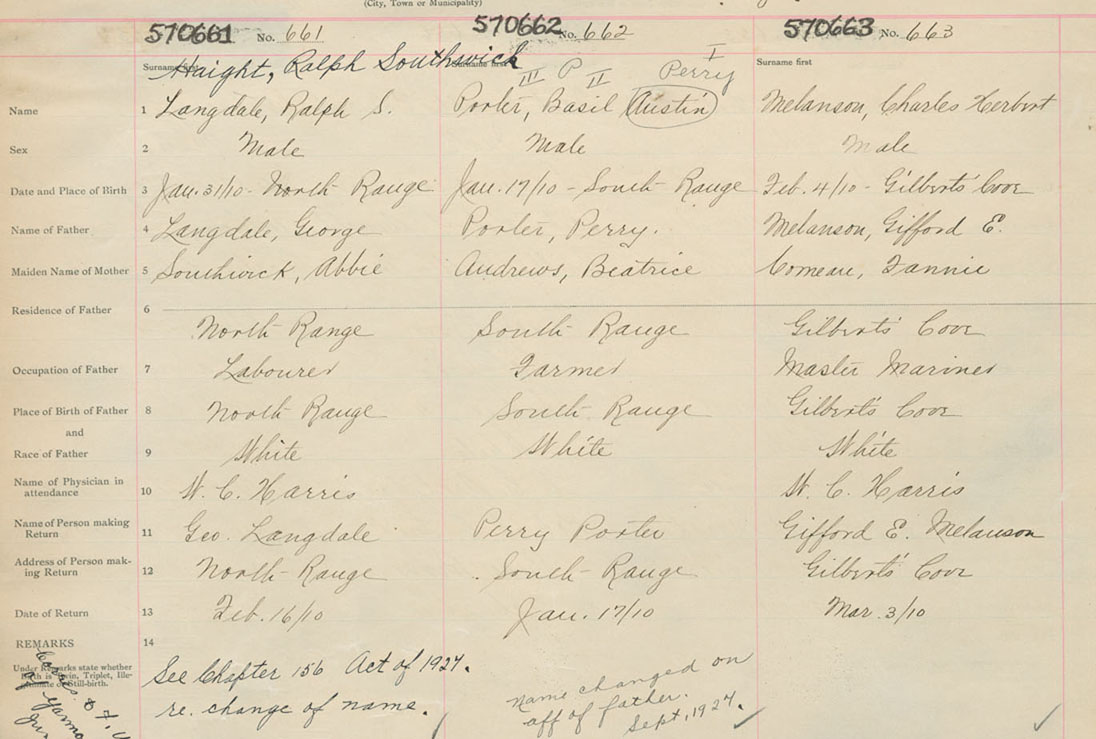 (City, Town or Municipality)
570661 No. 661 570662 No. 662 570663 No. 663
Surname first Surname first Surname first
Haight, Ralph Southwick
III P II Perry I
Name 1 Langdale, Ralph S. Porter, Basil Austin Melanson, Charles Herbert
Sex 2 Male Male Male
Date and Place of Birth 3 Jan. 31/10 - North Range Jan. 17/10 - South Range Feb. 4/10 - Gilberts' Cove
Name of Father 4 Langdale, George Porter, Perry. Melanson, Gifford E.
Maiden Name of Mother 5 Southwick, Abbie Andrews, Beatrice Comeau, Fannie
Residence of Father 6 North Range South Range Gilberts' Cove
Occupation of Father 7 Labourer Farmer Master Mariner
Place of Birth of Father 8 North Range South Range Gilberts' Cove
and
Race of Father 9 White White White
Name of Physician in
attendance 10 W. C. Harris W. C. Harris
Name of Person making
Return 11 Geo. Langdale Perry Porter Gifford E. Melanson
Address of Person mak-
ing Return 12 North Range South Range Gilberts' Cove
Date of Return 13 Feb. 16/10 Jan. 17/10 Mar. 3/10
REMARKS 14
Under Remarks state whether
Birth is Twin, Triplet, Ille-
gitimate or Still-birth.
See Chapter 156 Act of 1927.
re. change of name.
Name changed on
aff of father.
Sept, 1927.